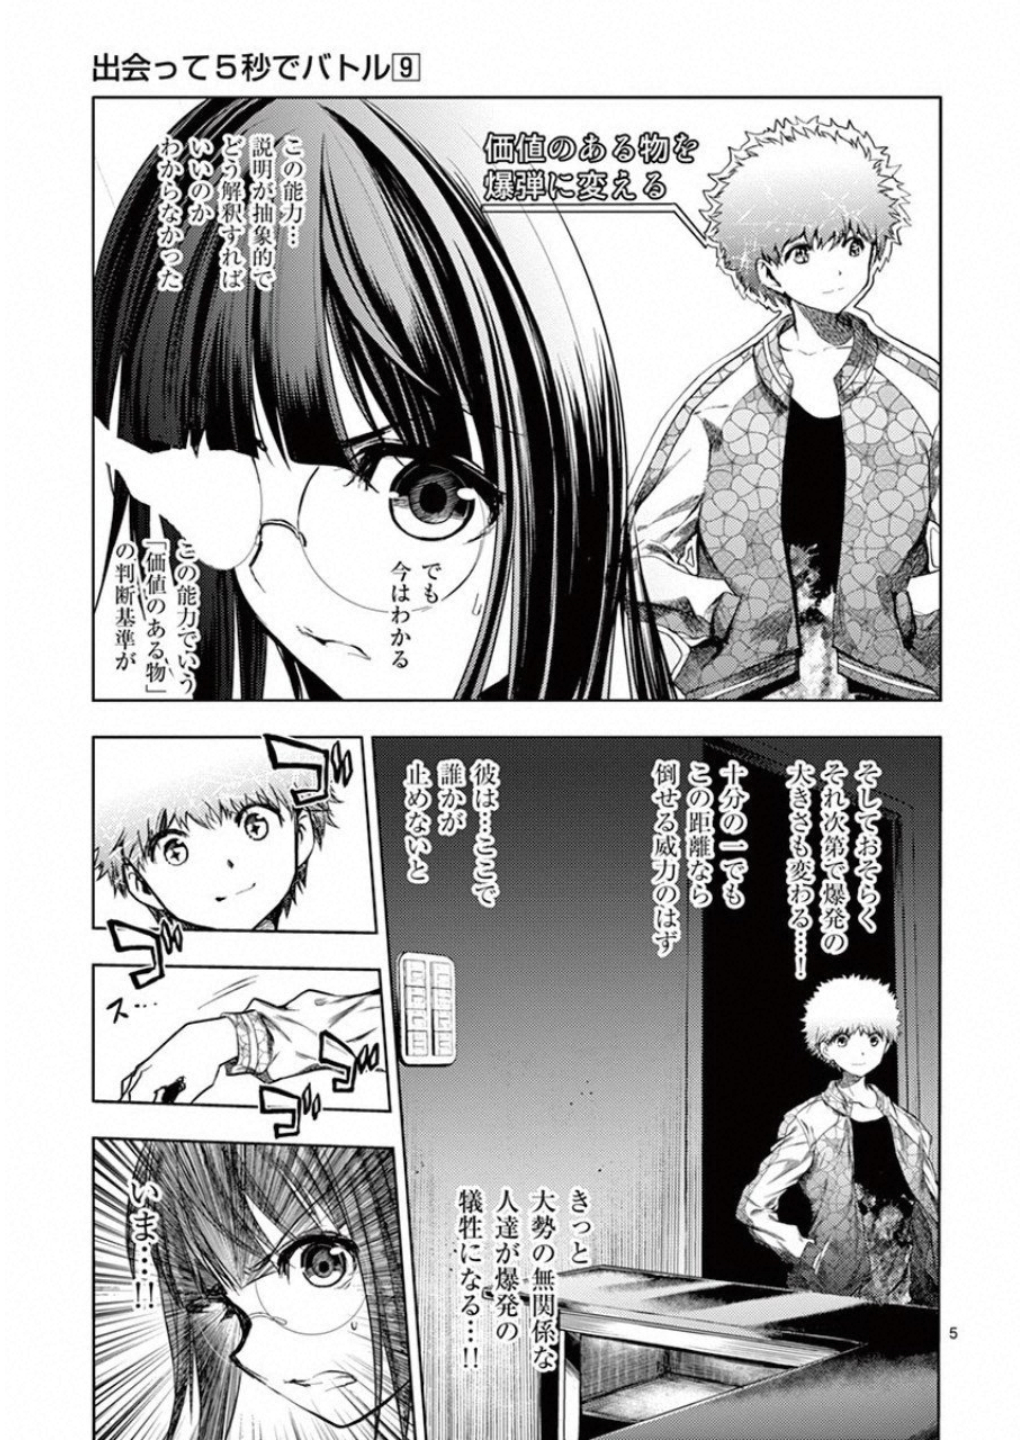 出会って5秒でバトル9
価値のある物を
爆弾に変える
この能力…
説明が抽象的で
どう解釈すれば
いいのか
わからなかった
でも
今はわかる
この能力でいう
「価値のある物」
の判断基準が
そしておそらく
それ次第で爆発の
大きさも変わる…！
十分の一でも
この距離なら
倒せる威力のはず
彼は…ここで
誰かが
止めないと
きっと
大勢の無関係な
人達が爆発の
犠牲になる…！！
ゴゴ
ゴ
ス…
ゴゴ
いま…！！
5